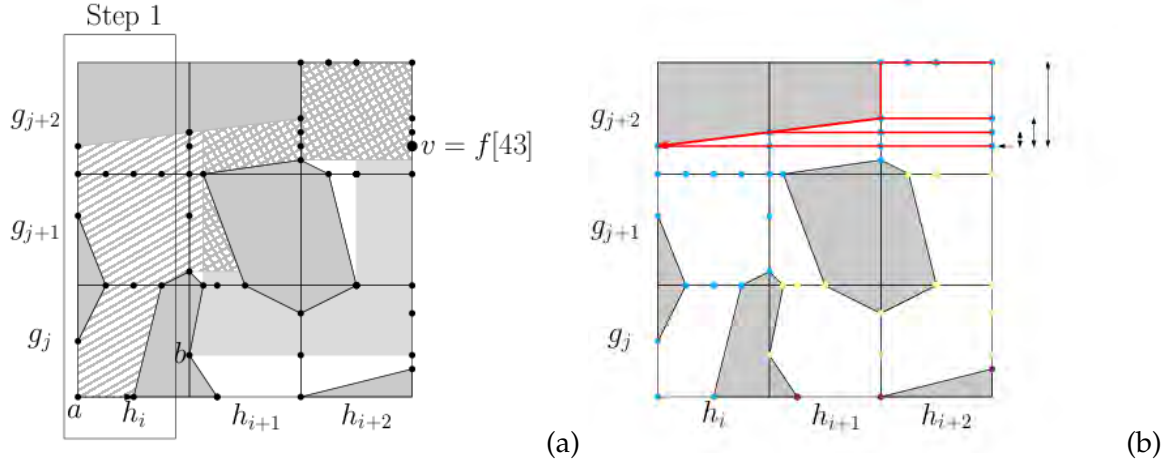 Step 1
g_{j+2}
v = f[43]
g_{j+1}
g_j
b
a
h_i
h_{i+1}
h_{i+2}
(a)
g_{j+2}
g_{j+1}
g_j
h_i
h_{i+1}
h_{i+2}
(b)